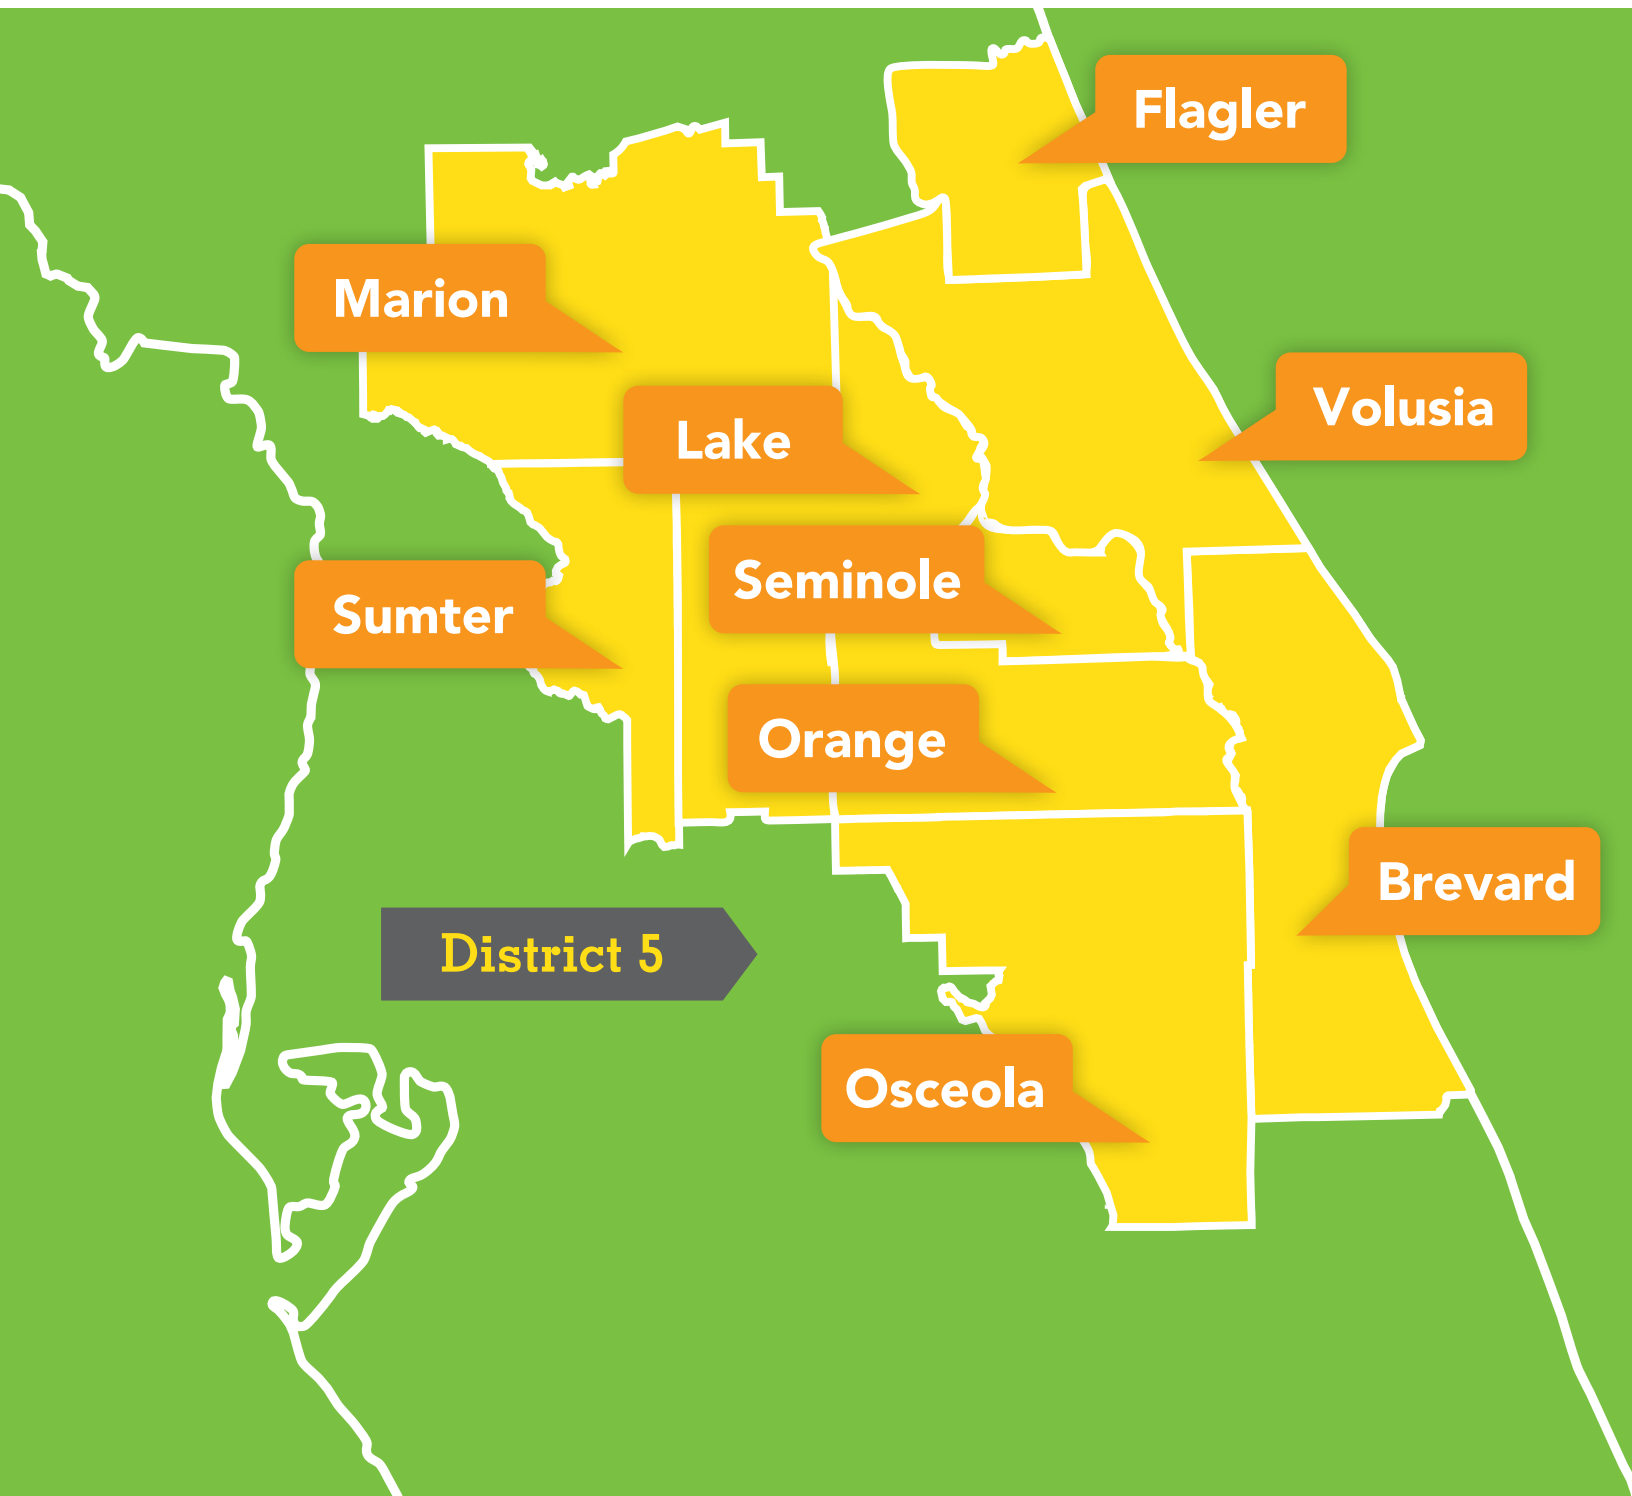 Flagler
Marion
Volusia
Lake
Seminole
Sumter
Orange
Brevard
District 5
Osceola